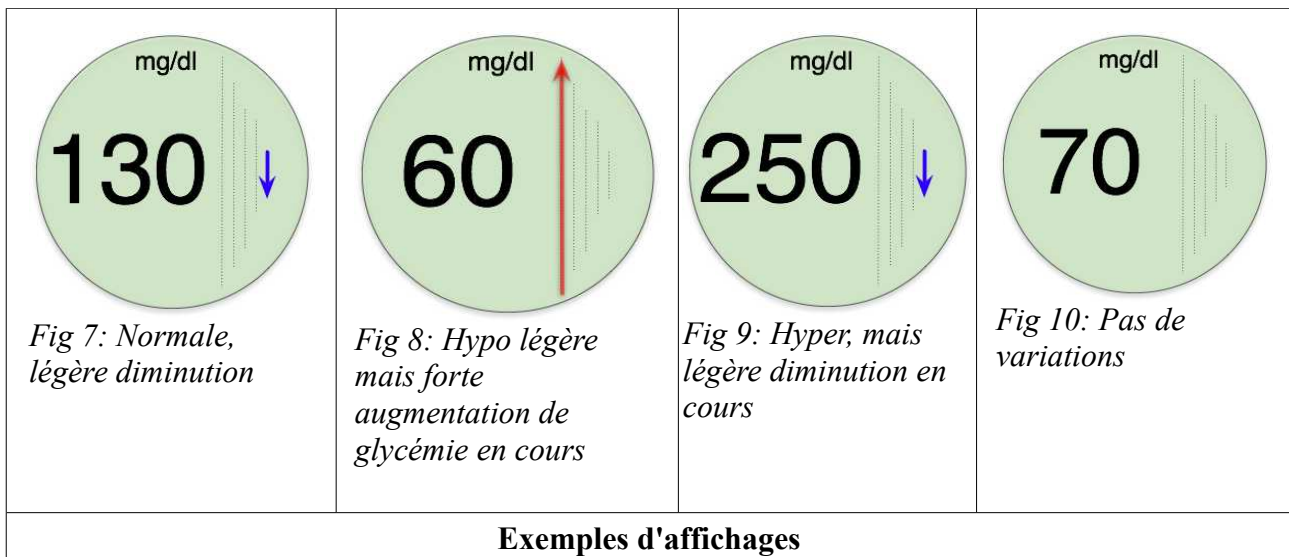 mg/dl
130
Fig 7: Normale,
légère diminution
mg/dl
60
Fig 8: Hypo légère
mais forte
augmentation de
glycémie en cours
mg/dl
250
Fig 9: Hyper, mais
légère diminution en
cours
mg/dl
70
Fig 10: Pas de
variations
Exemples d'affichages